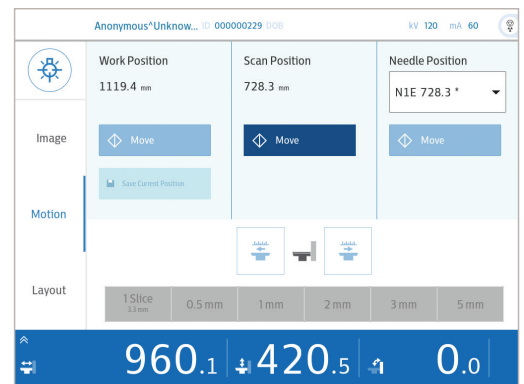 Anonymous^Unknow... ID 000000229 DOB kV 120 mA 60
Work Position
1119.4 mm
Move
Save Current Position
Scan Position
728.3 mm
Move
Needle Position
N1E 728.3 *
Move
Image
Motion
Layout
1 Slice
3.3 mm
0.5 mm
1 mm
2 mm
3 mm
5 mm
960.1 420.5 0.0